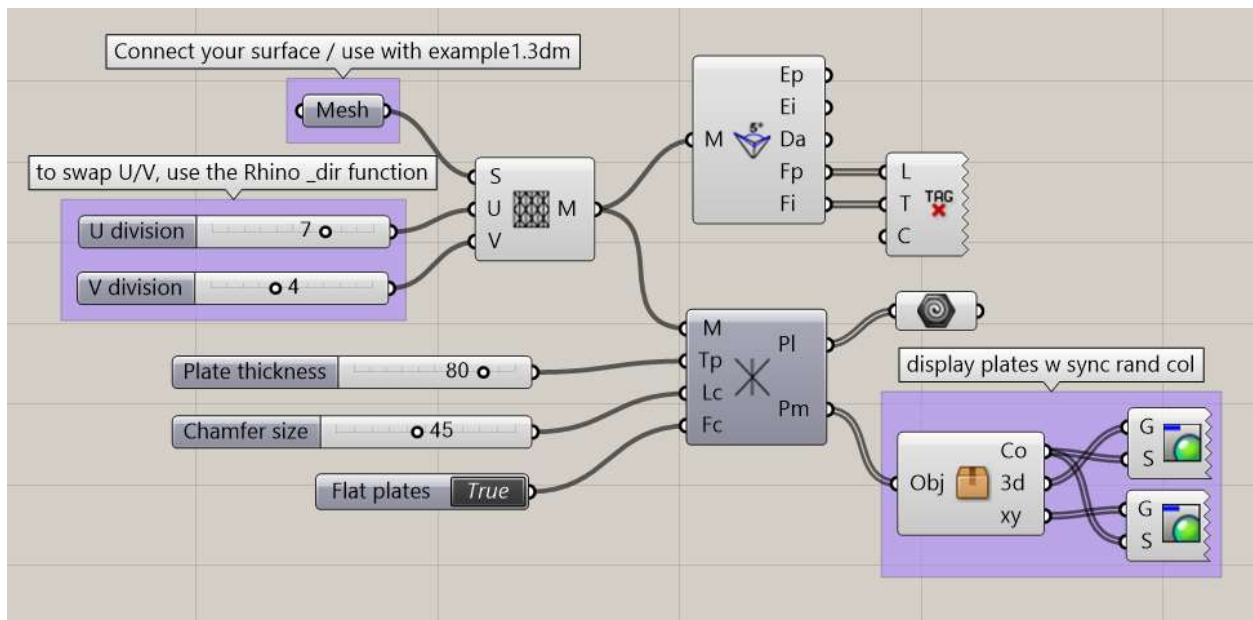 Connect your surface / use with example1.3dm
Mesh
to swap U/V, use the Rhino _dir function
U division 7
V division 4
S
U
V
M
M
5°
Ep
Ei
Da
Fp
Fi
L
T
C
TAG
Plate thickness 80
Chamfer size 45
Flat plates True
M
Tp
Lc
Fc
Pl
Pm
display plates w sync rand col
Obj
Co
3d
xy
G
S
G
S